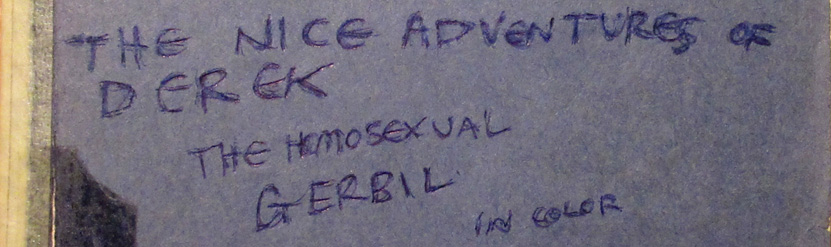 THE NICE ADVENTURES OF
DEREK
THE HOMOSEXUAL
GERBIL
IN COLOR